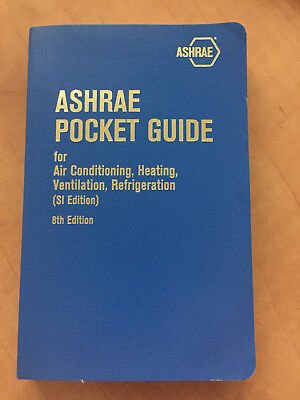 ASHRAE
ASHRAE
POCKET GUIDE
for
Air Conditioning, Heating,
Ventilation, Refrigeration
(SI Edition)
8th Edition